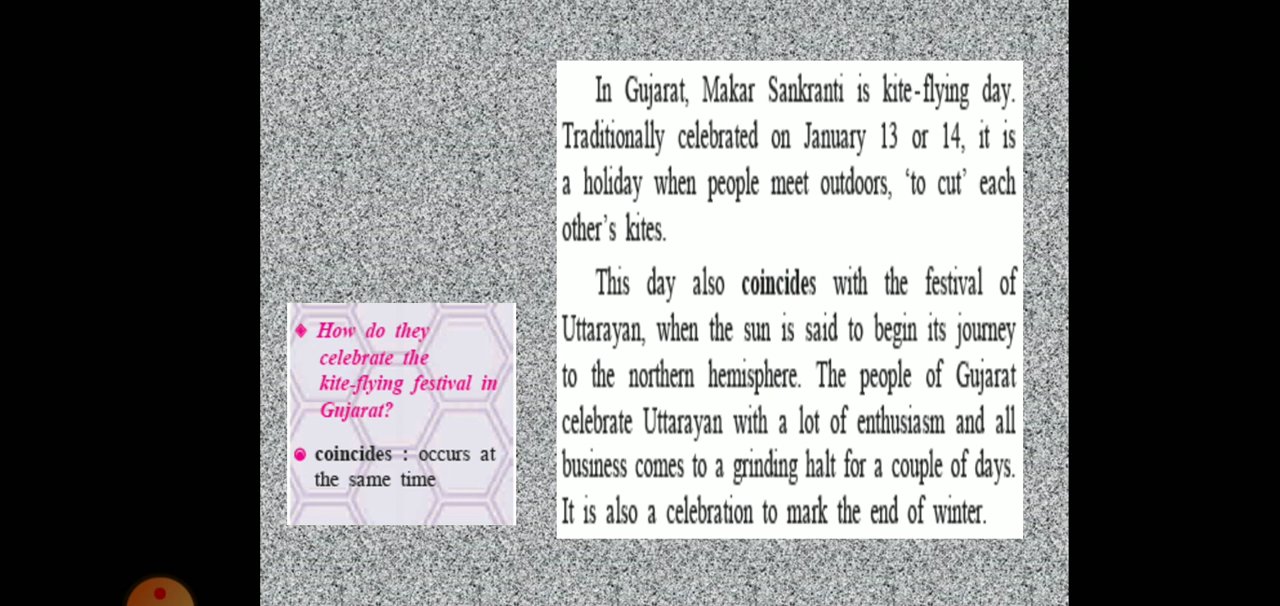 In Gujarat, Makar Sankranti is kite-flying day.
Traditionally celebrated on January 13 or 14, it is
a holiday when people meet outdoors, ‘to cut’ each
other’s kites.
This day also coincides with the festival of
Uttarayan, when the sun is said to begin its journey
to the northern hemisphere. The people of Gujarat
celebrate Uttarayan with a lot of enthusiasm and all
business comes to a grinding halt for a couple of days.
It is also a celebration to mark the end of winter.
How do they
celebrate the
kite-flying festival in
Gujarat?
coincides : occurs at
the same time